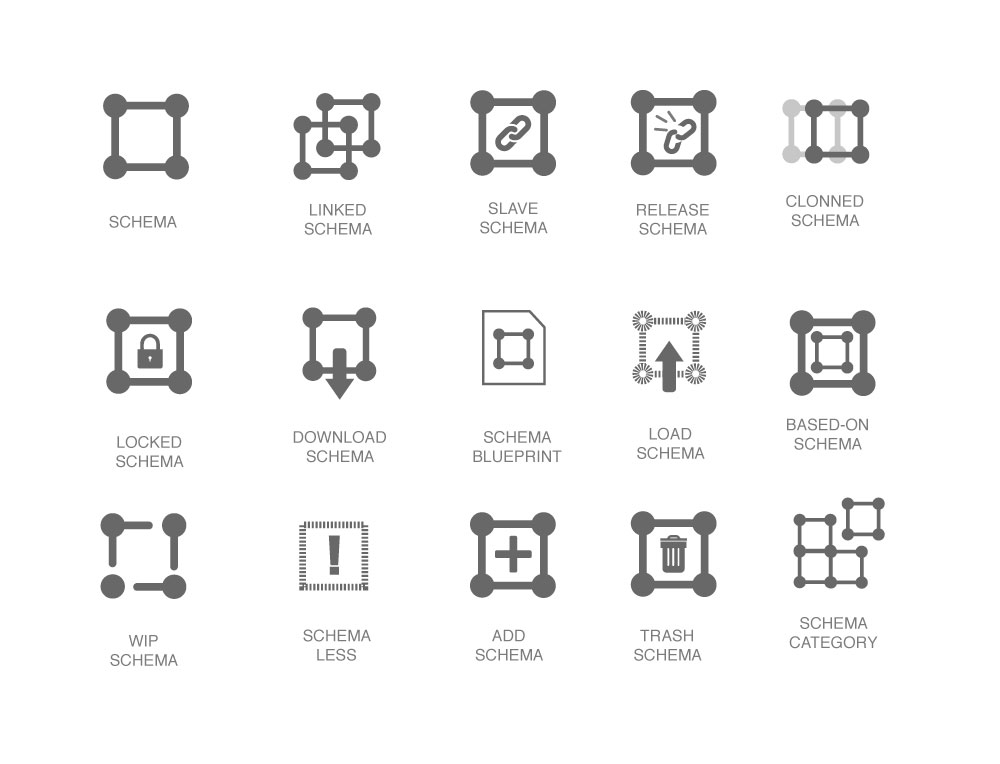 SCHEMA
LINKED
SCHEMA
SLAVE
SCHEMA
RELEASE
SCHEMA
CLONNED
SCHEMA
LOCKED
SCHEMA
DOWNLOAD
SCHEMA
SCHEMA
BLUEPRINT
LOAD
SCHEMA
BASED-ON
SCHEMA
WIP
SCHEMA
SCHEMA
LESS
ADD
SCHEMA
TRASH
SCHEMA
SCHEMA
CATEGORY